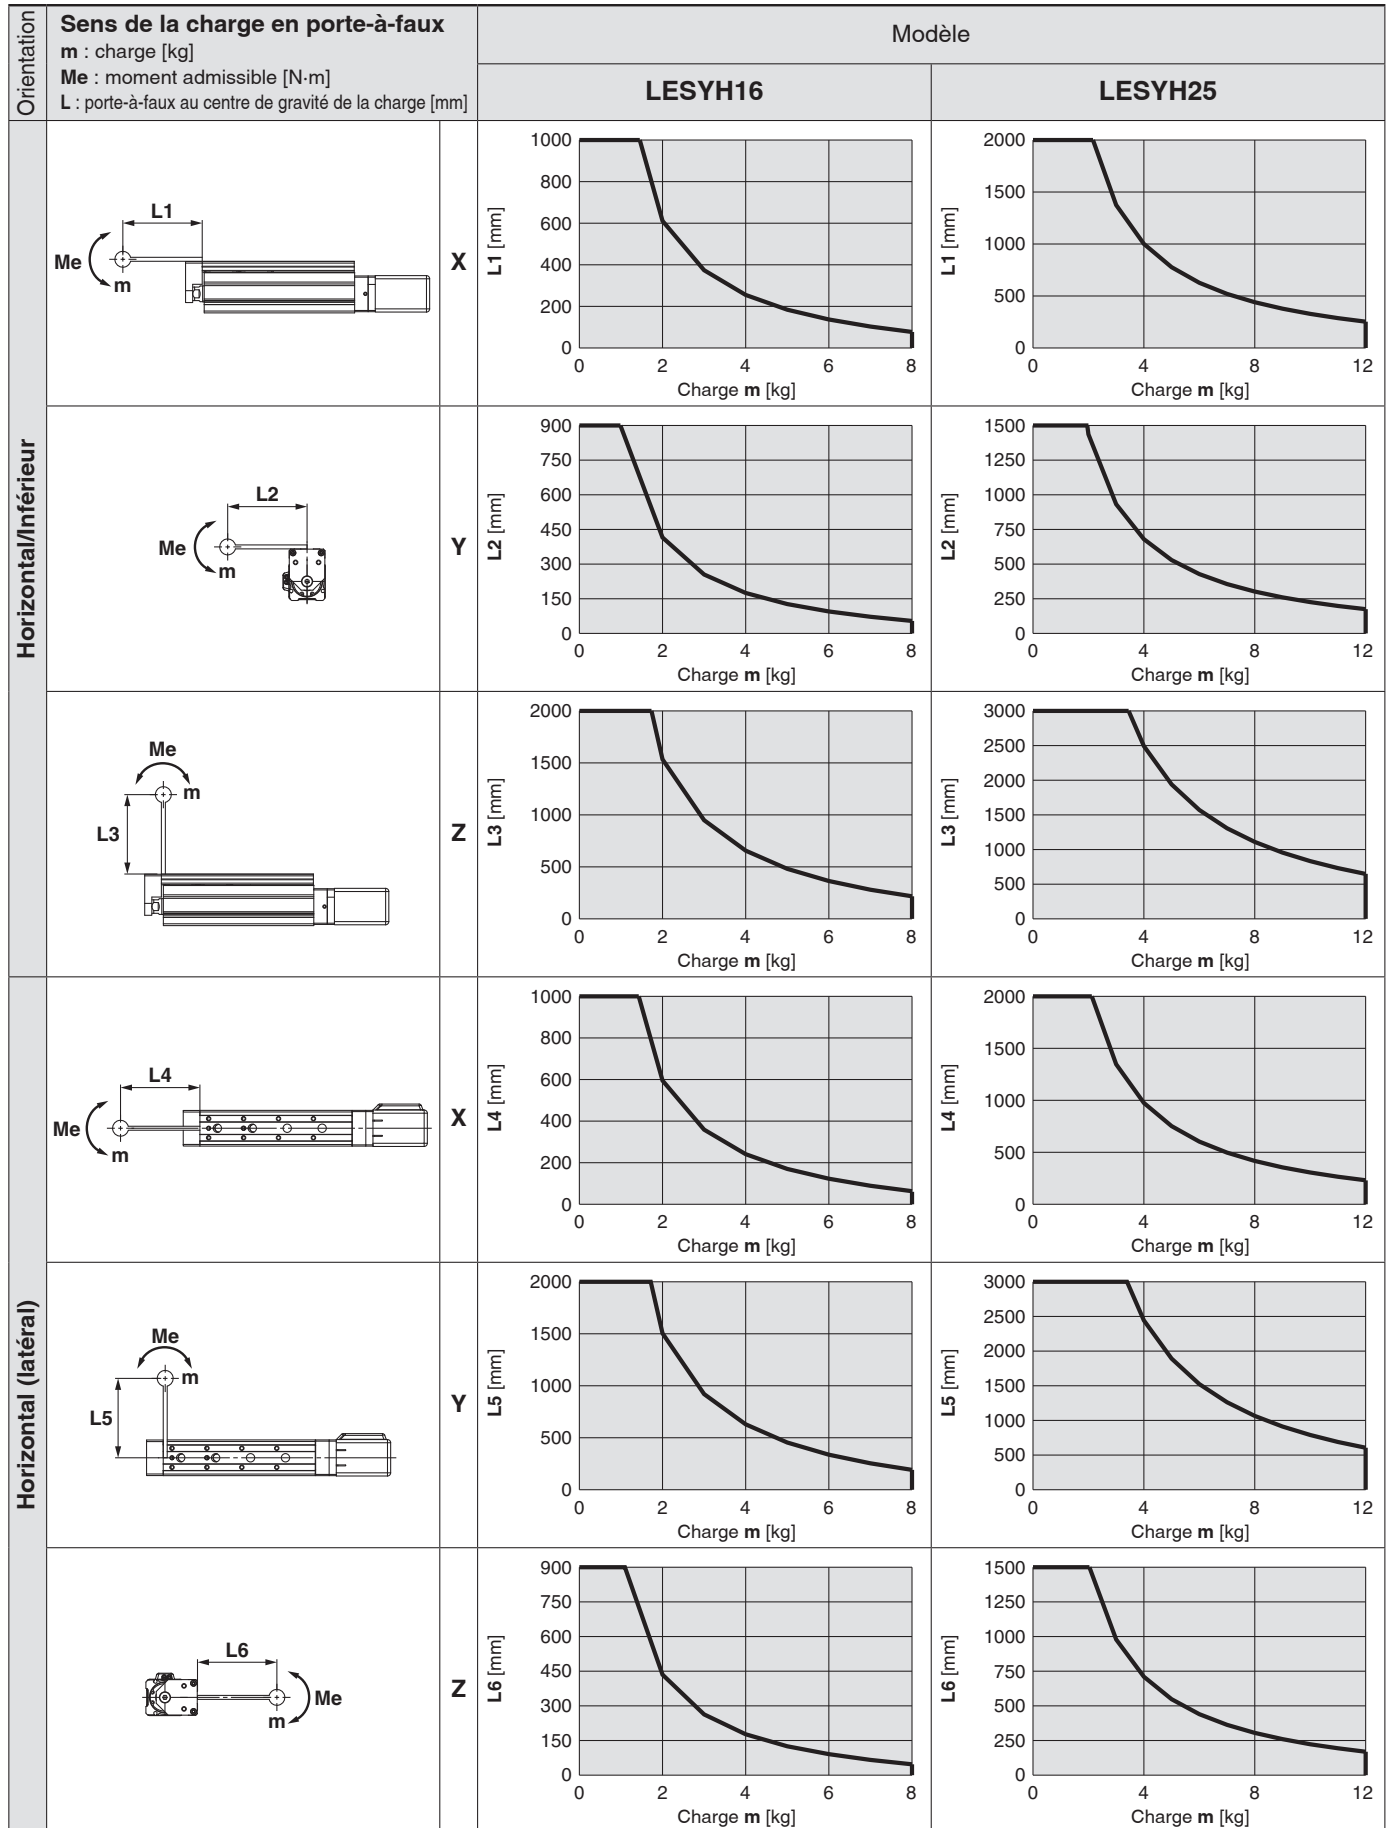 Orientation
Sens de la charge en porte-à-faux
m : charge [kg]
Me : moment admissible [N·m]
L : porte-à-faux au centre de gravité de la charge [mm]
Modèle
LESYH16
LESYH25
Horizontal/Inférieur
L1
Me
m
X
L1 [mm]
1000
800
600
400
200
0
0 2 4 6 8
Charge m [kg]
L1 [mm]
2000
1500
1000
500
0
0 4 8 12
Charge m [kg]
L2
Me
m
Y
L2 [mm]
900
750
600
450
300
150
0
0 2 4 6 8
Charge m [kg]
L2 [mm]
1500
1250
1000
750
500
250
0
0 4 8 12
Charge m [kg]
Me
m
L3
Z
L3 [mm]
2000
1500
1000
500
0
0 2 4 6 8
Charge m [kg]
L3 [mm]
3000
2500
2000
1500
1000
500
0
0 4 8 12
Charge m [kg]
Horizontal (latéral)
L4
Me
m
X
L4 [mm]
1000
800
600
400
200
0
0 2 4 6 8
Charge m [kg]
L4 [mm]
2000
1500
1000
500
0
0 4 8 12
Charge m [kg]
Me
m
L5
Y
L5 [mm]
2000
1500
1000
500
0
0 2 4 6 8
Charge m [kg]
L5 [mm]
3000
2500
2000
1500
1000
500
0
0 4 8 12
Charge m [kg]
L6
Me
m
Z
L6 [mm]
900
750
600
450
300
150
0
0 2 4 6 8
Charge m [kg]
L6 [mm]
1500
1250
1000
750
500
250
0
0 4 8 12
Charge m [kg]